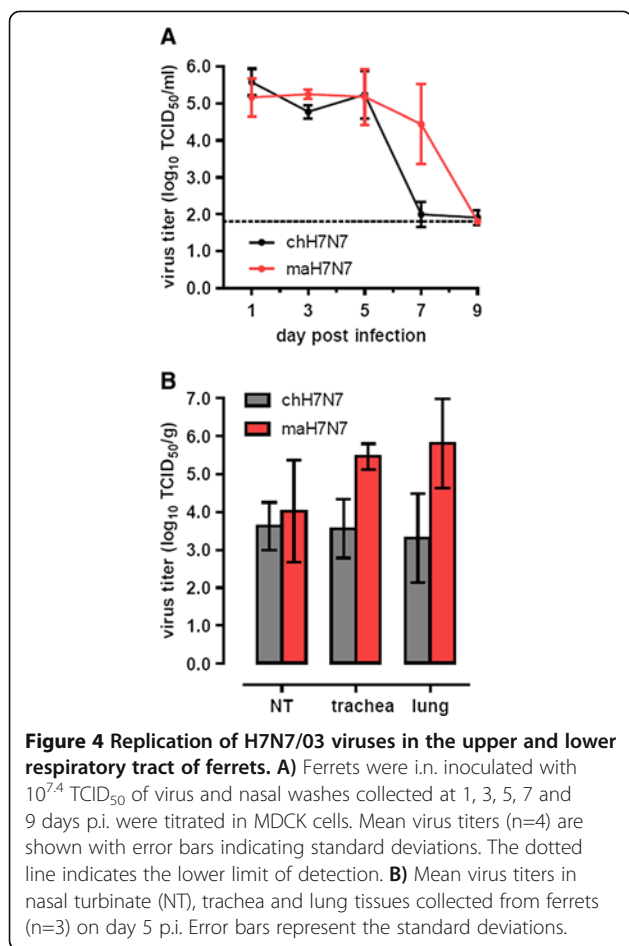 A
virus titer (log10 TCID50/ml)
6.0
5.0
4.0
3.0
2.0
1.0
0.0
chH7N7
maH7N7
1 3 5 7 9
day post infection
B
virus titer (log10 TCID50/g)
7.0
6.0
5.0
4.0
3.0
2.0
1.0
0.0
chH7N7
maH7N7
NT trachea lung
Figure 4 Replication of H7N7/03 viruses in the upper and lower
respiratory tract of ferrets. A) Ferrets were i.n. inoculated with
10^7.4 TCID50 of virus and nasal washes collected at 1, 3, 5, 7 and
9 days p.i. were titrated in MDCK cells. Mean virus titers (n=4) are
shown with error bars indicating standard deviations. The dotted
line indicates the lower limit of detection. B) Mean virus titers in
nasal turbinate (NT), trachea and lung tissues collected from ferrets
(n=3) on day 5 p.i. Error bars represent the standard deviations.